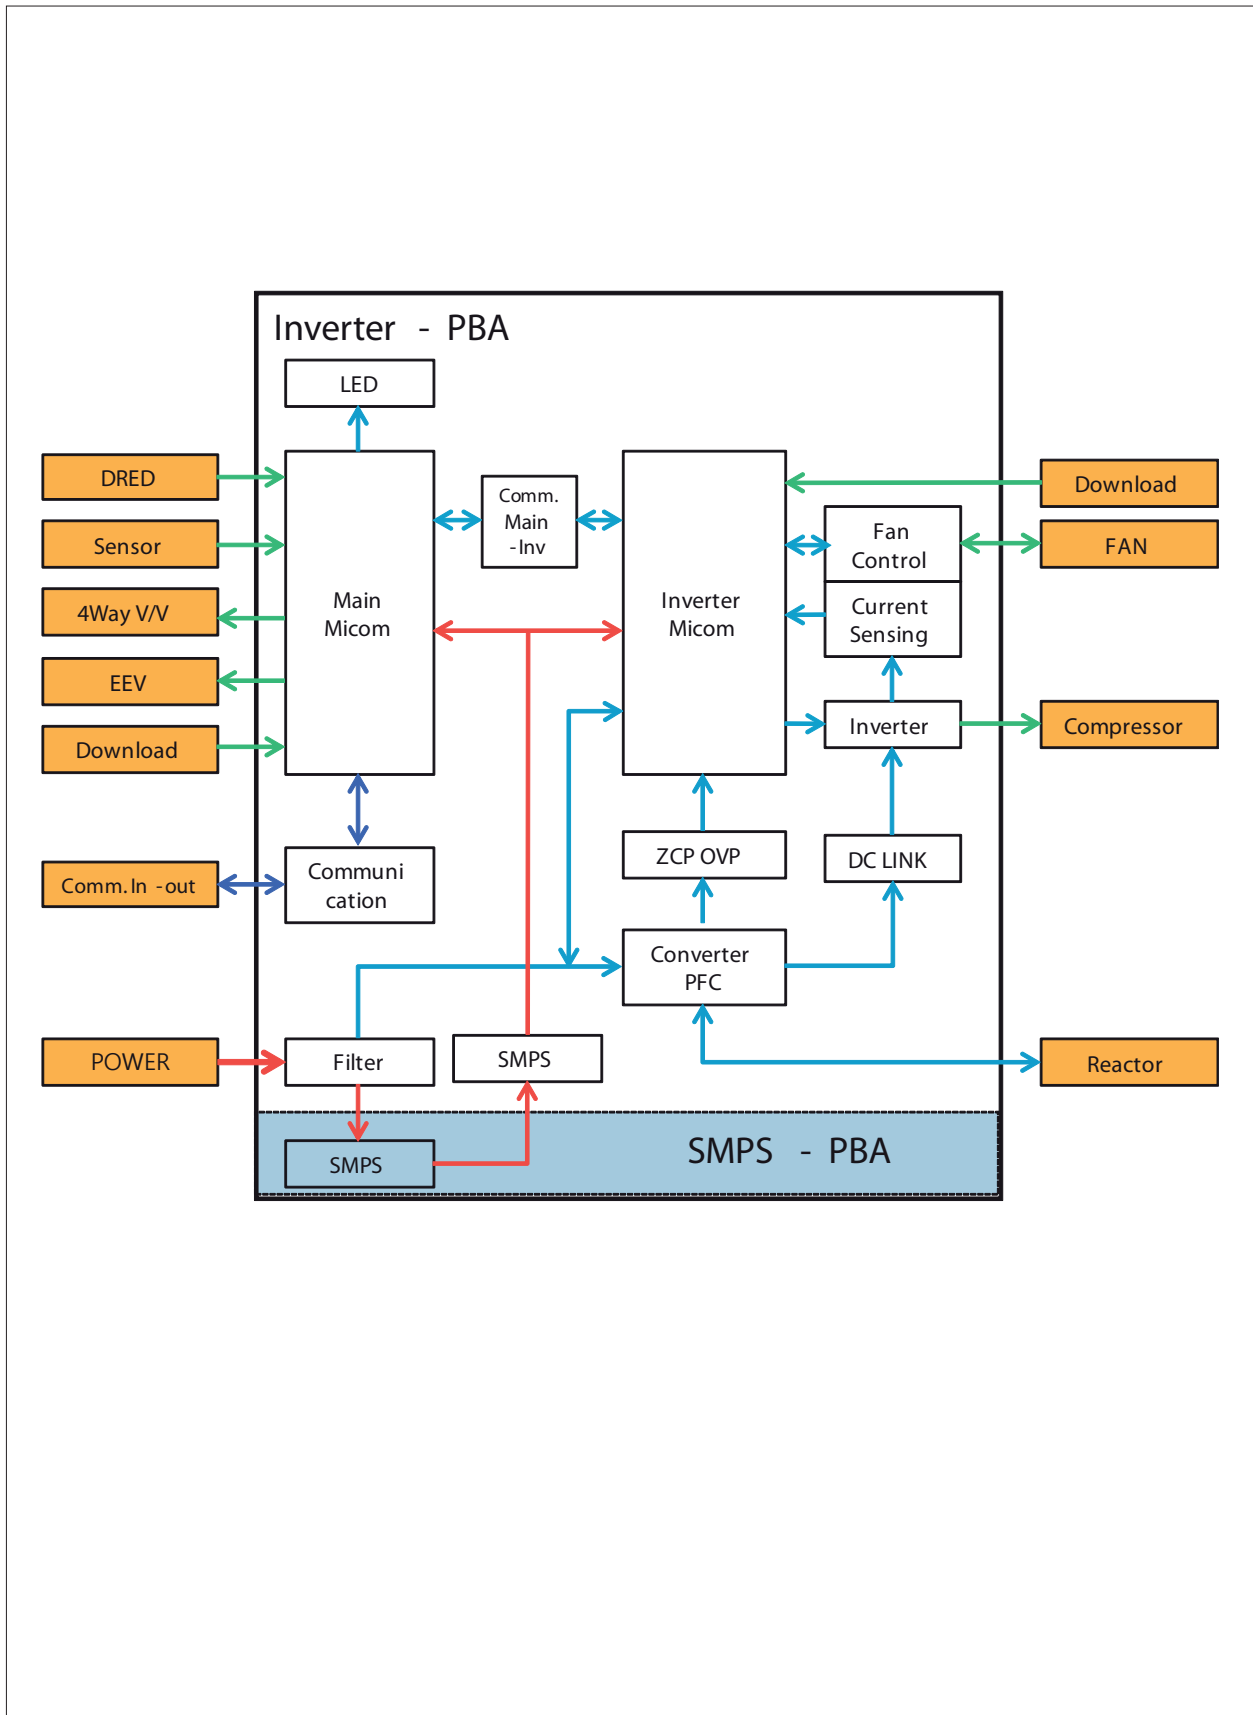 Inverter - PBA
LED
DRED
Sensor
4Way V/V
EEV
Download
Main
Micom
Comm.
Main
-Inv
Inverter
Micom
Fan
Control
Current
Sensing
Inverter
Download
FAN
Compressor
Comm. In -out
Communi
cation
ZCP OVP
DC LINK
Converter
PFC
POWER
Filter
SMPS
Reactor
SMPS
SMPS - PBA